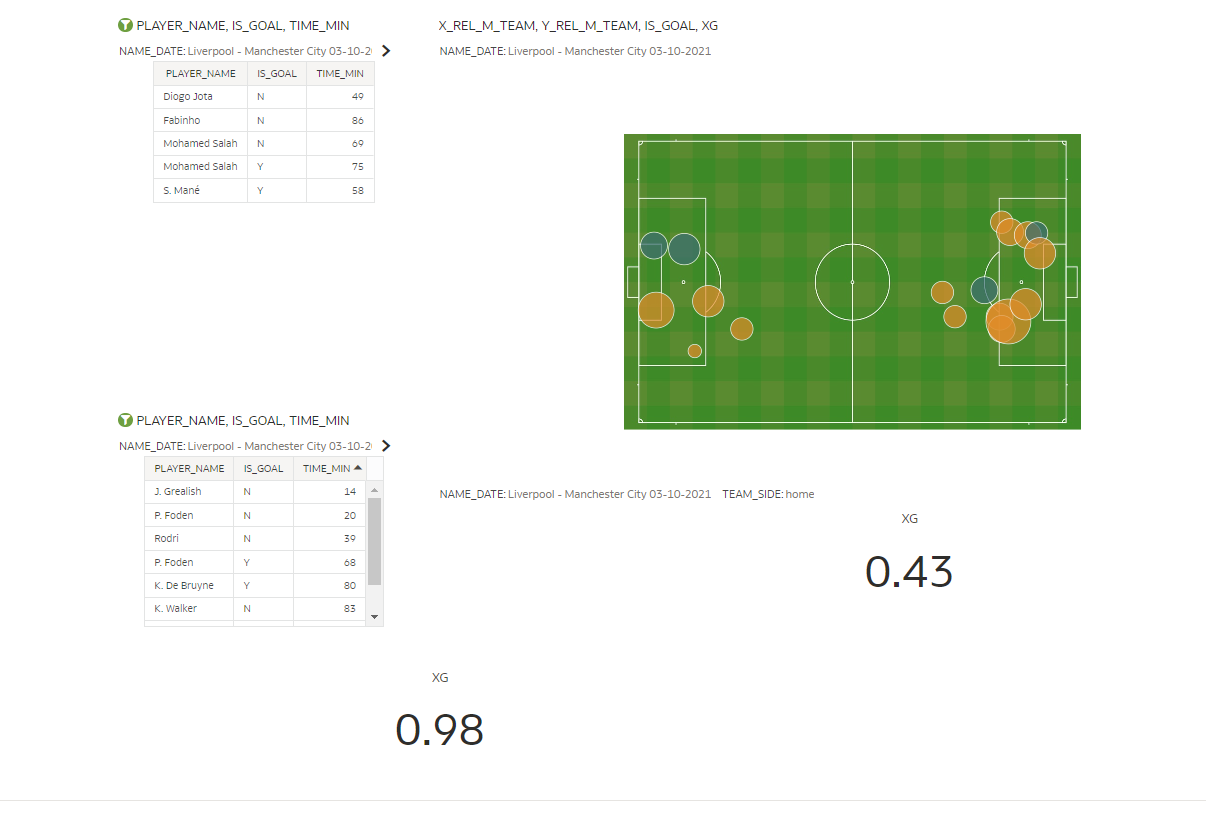 PLAYER_NAME, IS_GOAL, TIME_MIN
NAME_DATE: Liverpool - Manchester City 03-10-2
PLAYER_NAME IS_GOAL TIME_MIN
Diogo Jota N 49
Fabinho N 86
Mohamed Salah N 69
Mohamed Salah Y 75
S. Mané Y 58
X_REL_M_TEAM, Y_REL_M_TEAM, IS_GOAL, XG
NAME_DATE: Liverpool - Manchester City 03-10-2021
PLAYER_NAME, IS_GOAL, TIME_MIN
NAME_DATE: Liverpool - Manchester City 03-10-2
PLAYER_NAME IS_GOAL TIME_MIN
J. Grealish N 14
P. Foden N 20
Rodri N 39
P. Foden Y 68
K. De Bruyne Y 80
K. Walker N 83
NAME_DATE: Liverpool - Manchester City 03-10-2021 TEAM_SIDE: home
XG
0.43
XG
0.98